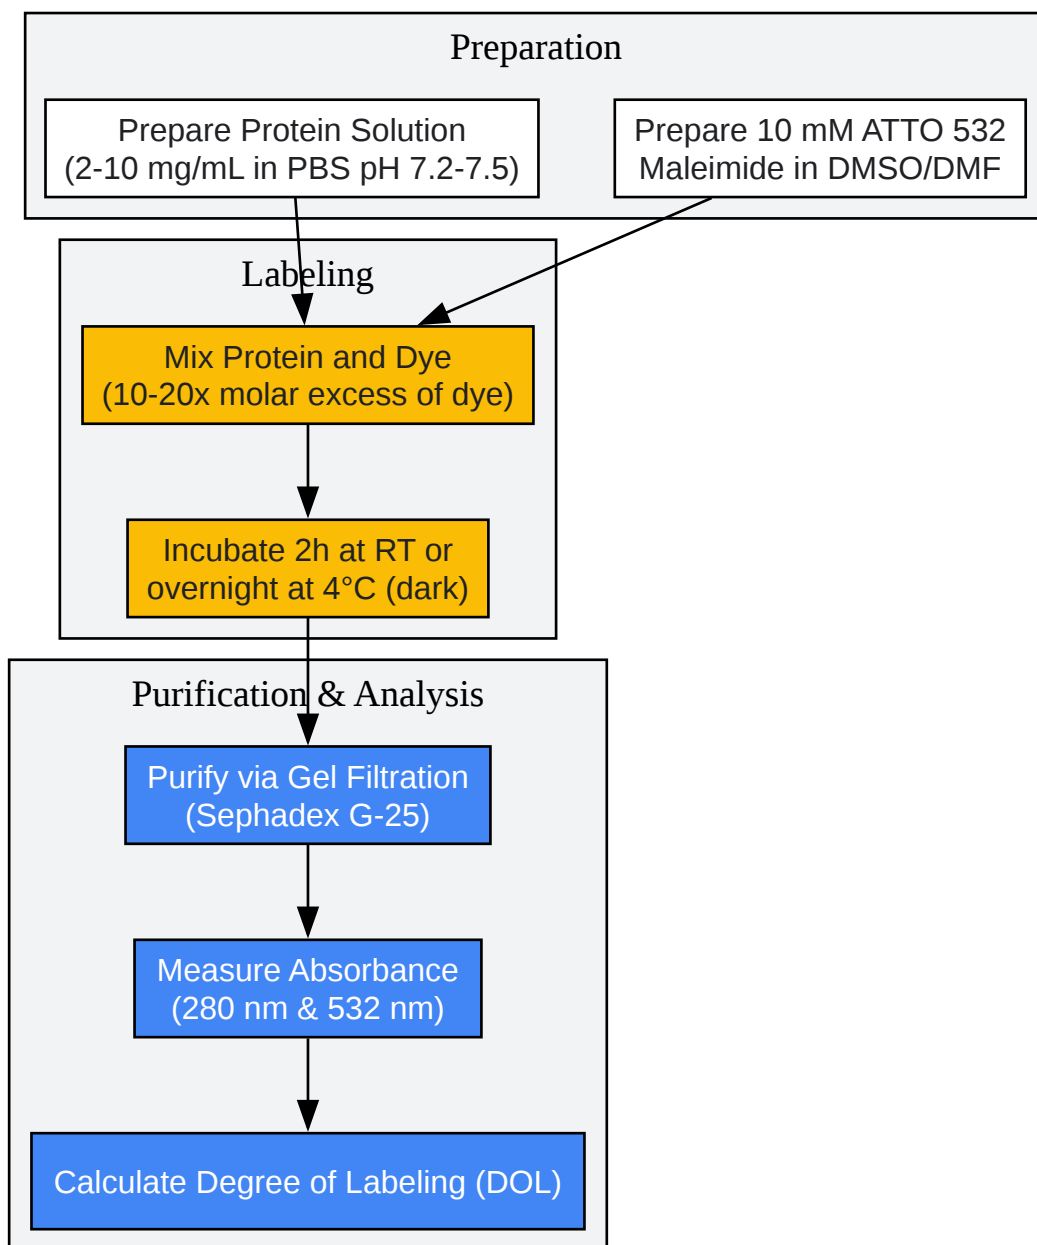 Preparation
Prepare Protein Solution
(2-10 mg/mL in PBS pH 7.2-7.5)
Prepare 10 mM ATTO 532
Maleimide in DMSO/DMF
Labeling
Mix Protein and Dye
(10-20x molar excess of dye)
Incubate 2h at RT or
overnight at 4°C (dark)
Purification & Analysis
Purify via Gel Filtration
(Sephadex G-25)
Measure Absorbance
(280 nm & 532 nm)
Calculate Degree of Labeling (DOL)